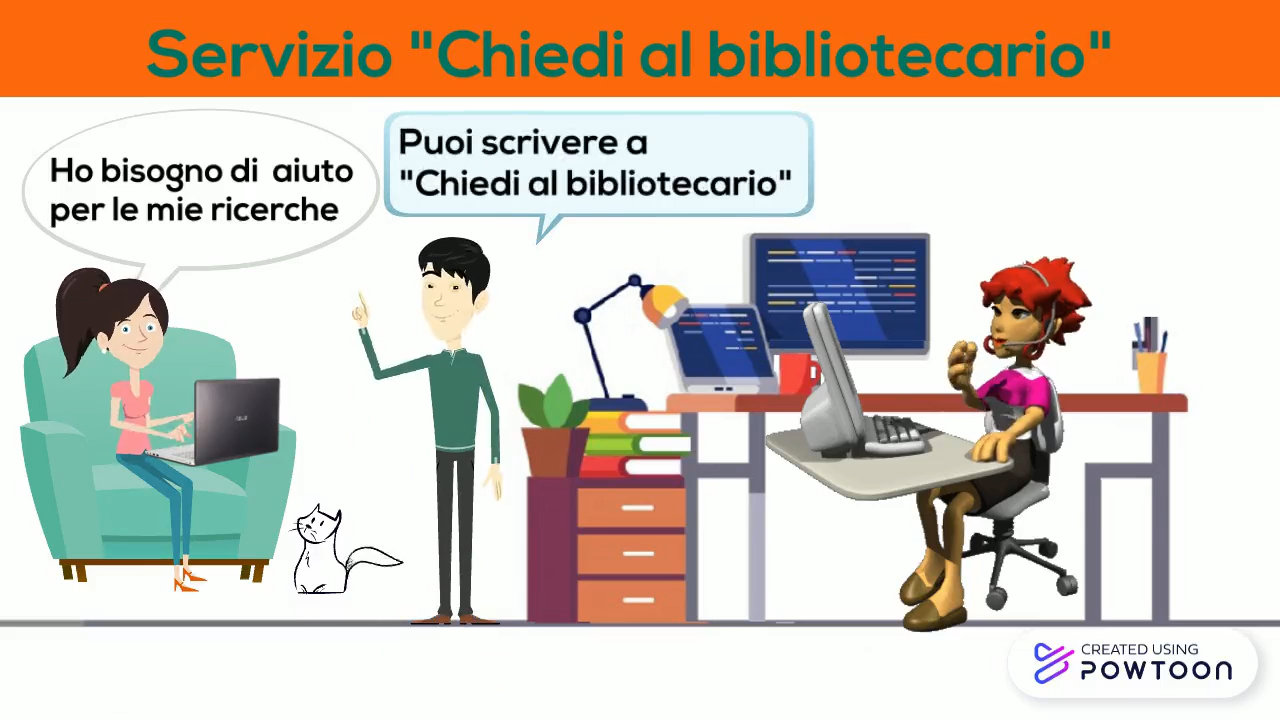 Servizio "Chiedi al bibliotecario"
Ho bisogno di aiuto
per le mie ricerche
Puoi scrivere a
"Chiedi al bibliotecario"
ASUS
CREATED USING
POWTOON